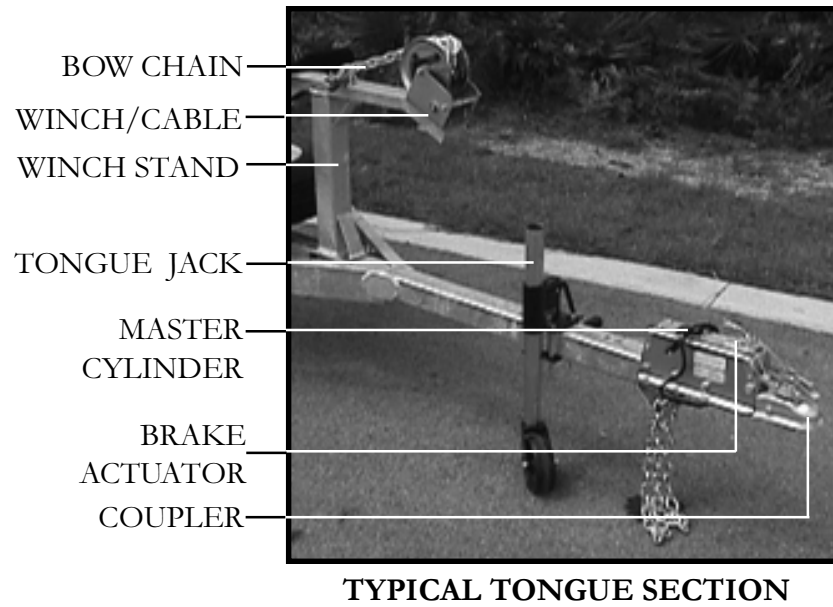 BOW CHAIN
WINCH/CABLE
WINCH STAND
TONGUE JACK
MASTER
CYLINDER
BRAKE
ACTUATOR
COUPLER
TYPICAL TONGUE SECTION